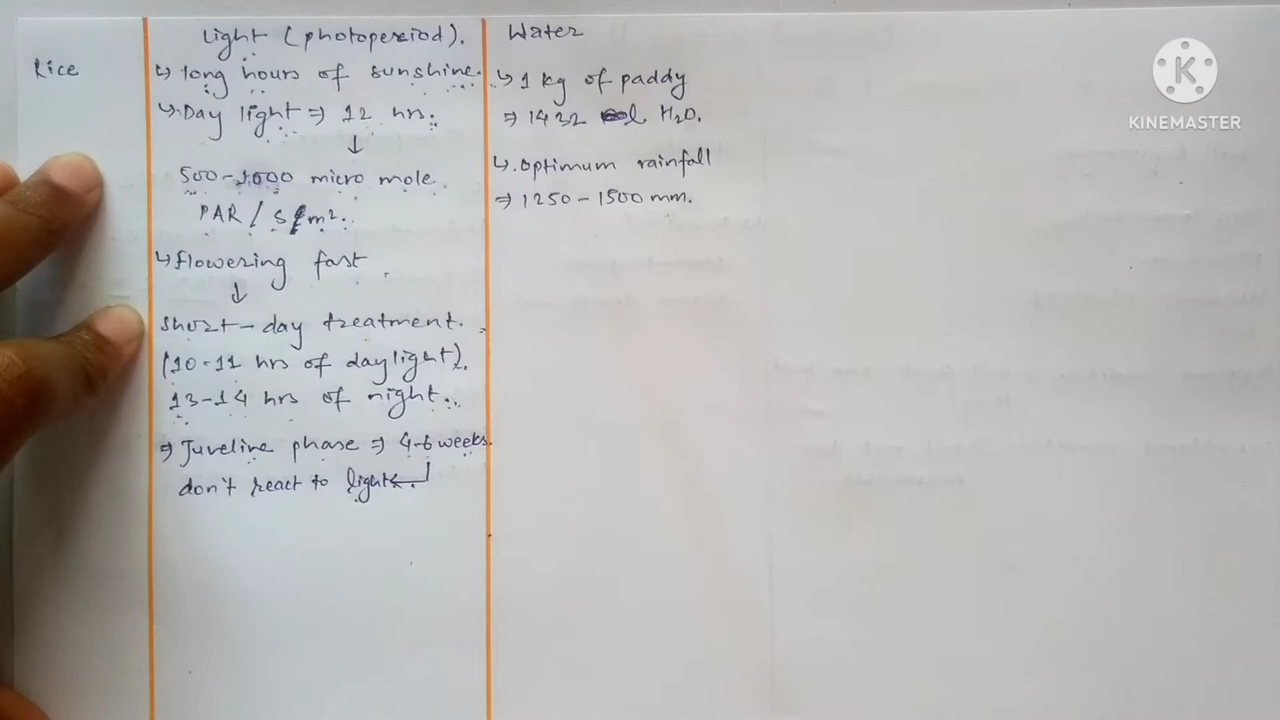 Rice
Light (photoperiod).
↳ long hours of sunshine.
↳ Day light ⇒ 12 hrs.
↓
500-1000 micro mole.
PAR / S / m².
↳ flowering fast
↓
Short-day treatment.
(10-11 hrs of daylight).
13-14 hrs of night.
⇒ Juveline phase ⇒ 4-6 weeks.
don't react to light ↵
Water
↳ 1 kg of paddy
⇒ 1432 l H₂O.
↳ Optimum rainfall
⇒ 1250 - 1500 mm.
KINEMASTER